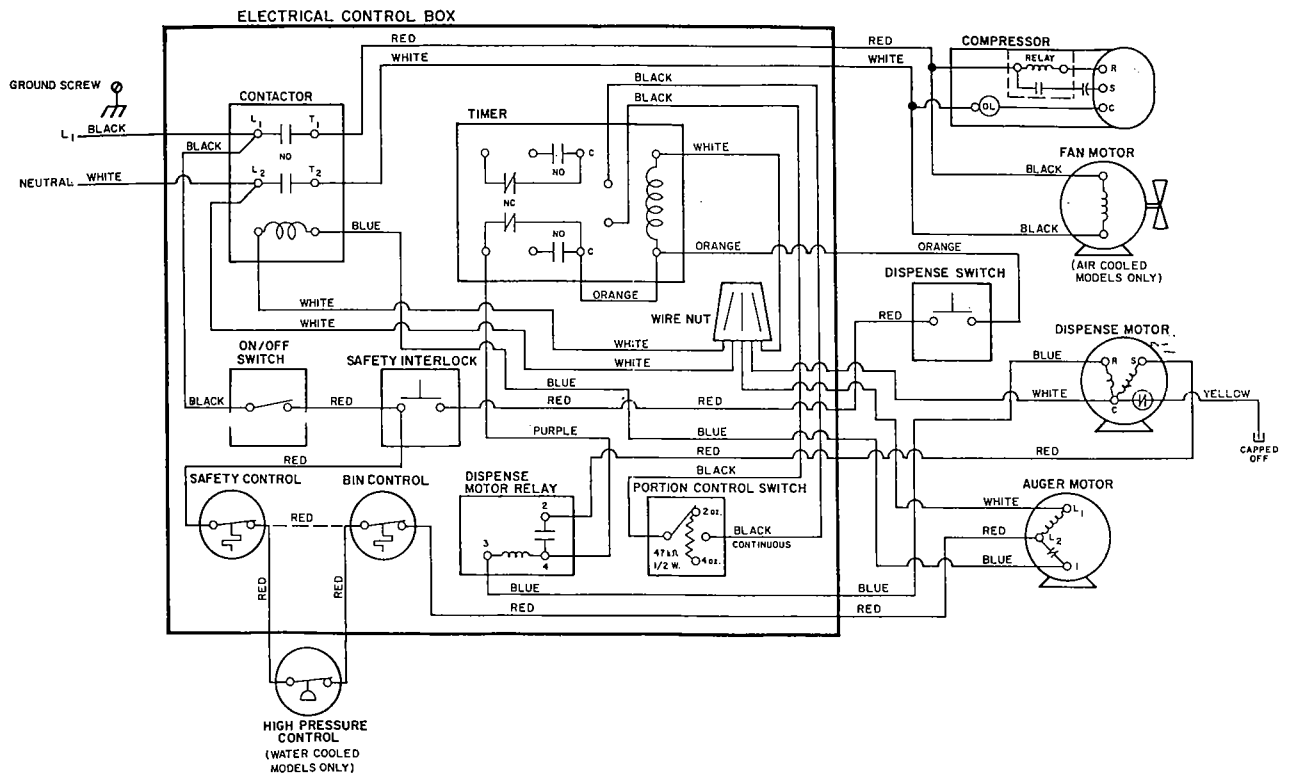 ELECTRICAL CONTROL BOX
RED
RED
WHITE
WHITE
COMPRESSOR
RELAY
R
S
C
OL
GROUND SCREW
CONTACTOR
L1
T1
NO
L2
T2
L1 BLACK
BLACK
NEUTRAL WHITE
BLUE
TIMER
BLACK
BLACK
C
NO
NC
NO
C
WHITE
ORANGE
ORANGE
ORANGE
FAN MOTOR
BLACK
BLACK
(AIR COOLED
MODELS ONLY)
DISPENSE SWITCH
RED
WIRE NUT
WHITE
WHITE
WHITE
WHITE
ON/OFF
SWITCH
SAFETY INTERLOCK
BLACK
RED
BLUE
RED
RED
DISPENSE MOTOR
BLUE
R
S
C
WHITE
YELLOW
CAPPED
OFF
PURPLE
BLUE
RED
RED
RED
SAFETY CONTROL
BIN CONTROL
RED
DISPENSE
MOTOR RELAY
2
3
4
BLACK
PORTION CONTROL SWITCH
2 oz.
47kΩ
1/2 W.
4 oz.
BLACK
CONTINUOUS
AUGER MOTOR
WHITE
L1
RED
L2
BLUE
1
BLUE
BLUE
RED
RED
RED
RED
HIGH PRESSURE
CONTROL
(WATER COOLED
MODELS ONLY)